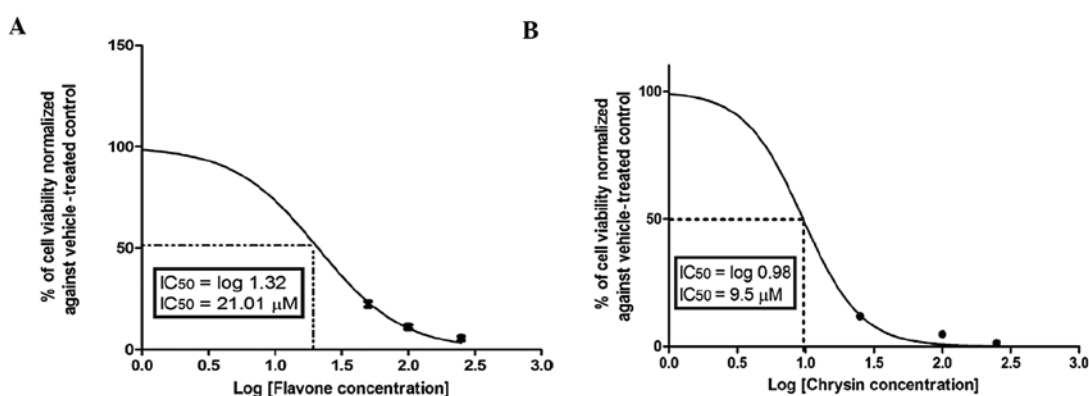 A
% of cell viability normalized
against vehicle-treated control
150
100
50
0
IC50 = log 1.32
IC50 = 21.01 μM
0.0 0.5 1.0 1.5 2.0 2.5 3.0
Log [Flavone concentration]
B
% of cell viability normalized
against vehicle-treated control
100
50
0
IC50 = log 0.98
IC50 = 9.5 μM
0.0 0.5 1.0 1.5 2.0 2.5 3.0
Log [Chrysin concentration]